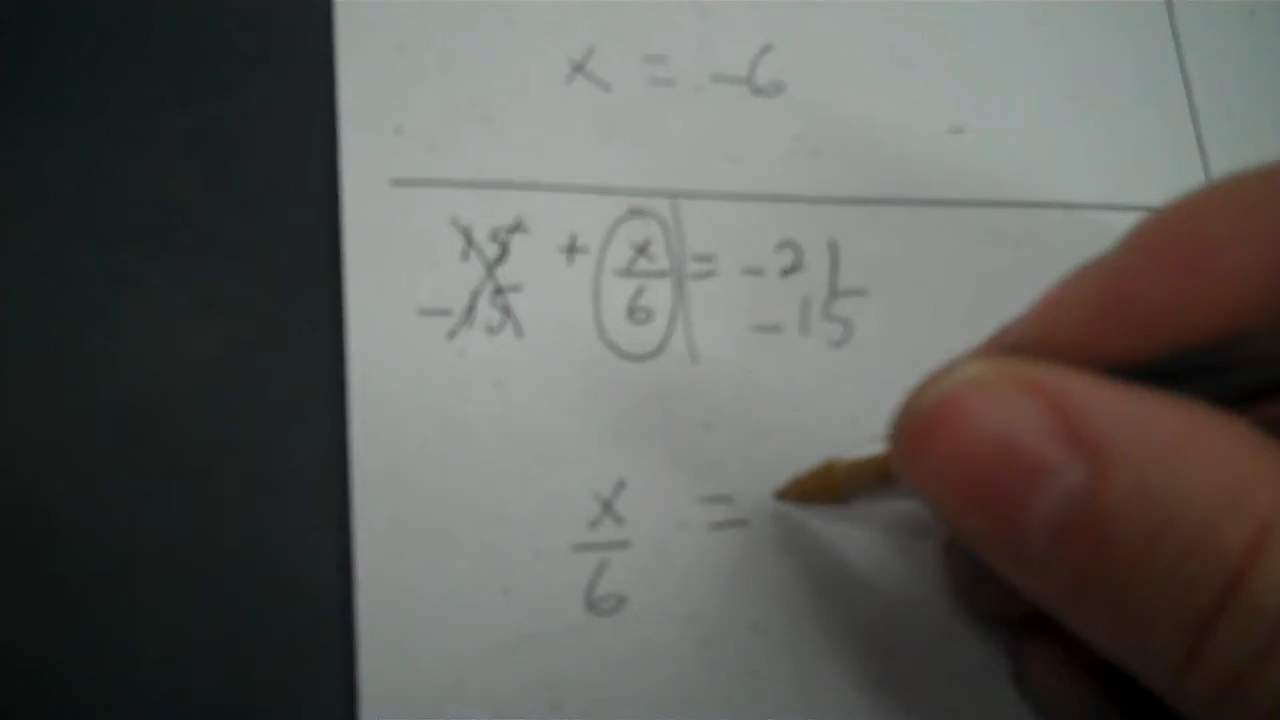 x = -6
15 + x/6 = -21
-15 -15
x/6 =